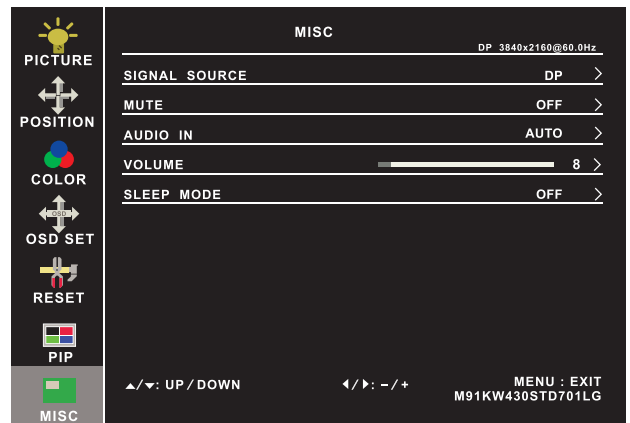 MISC
DP 3840x2160@60.0Hz
PICTURE
SIGNAL SOURCE DP >
MUTE OFF >
POSITION
AUDIO IN AUTO >
VOLUME 8 >
COLOR
SLEEP MODE OFF >
OSD
OSD SET
RESET
PIP
▲/▼: UP / DOWN ◀/▶: – / + MENU : EXIT
M91KW430STD701LG
MISC